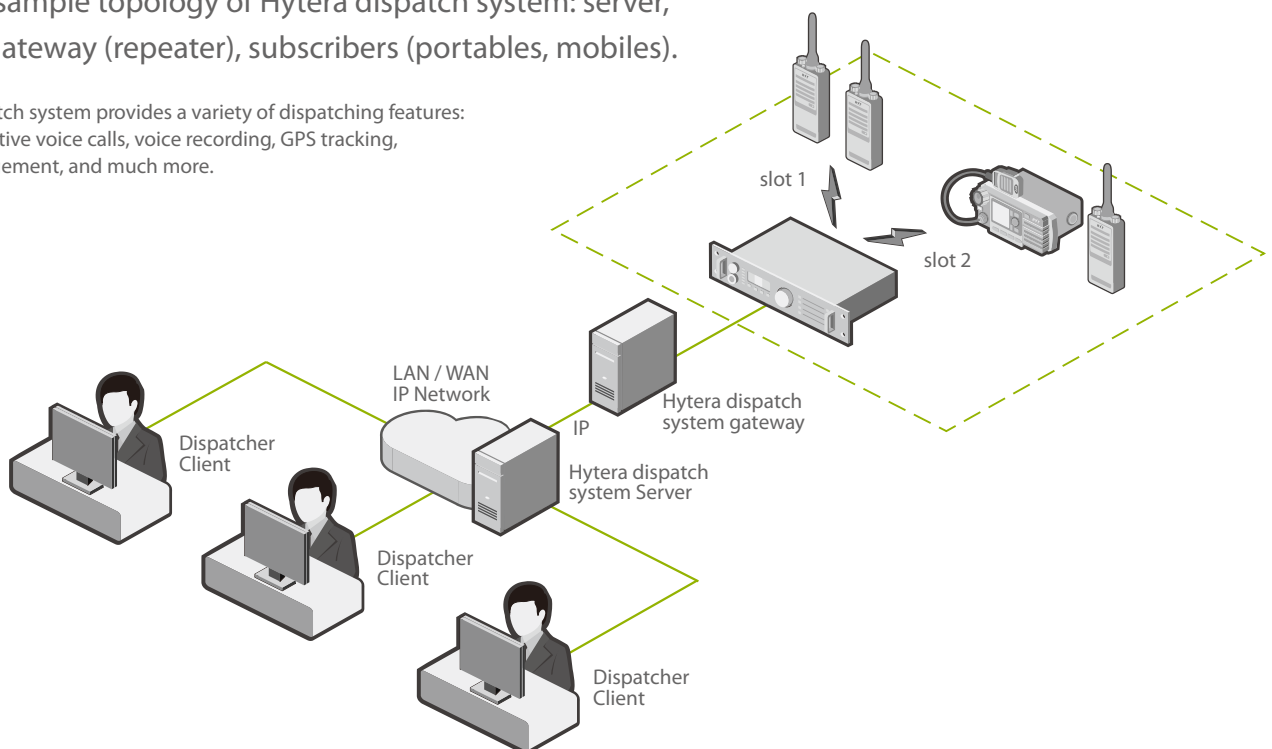 sample topology of Hytera dispatch system: server,
ateway (repeater), subscribers (portables, mobiles).
tch system provides a variety of dispatching features:
tive voice calls, voice recording, GPS tracking,
ement, and much more.
slot 1
slot 2
LAN / WAN
IP Network
IP
Hytera dispatch
system gateway
Hytera dispatch
system Server
Dispatcher
Client
Dispatcher
Client
Dispatcher
Client